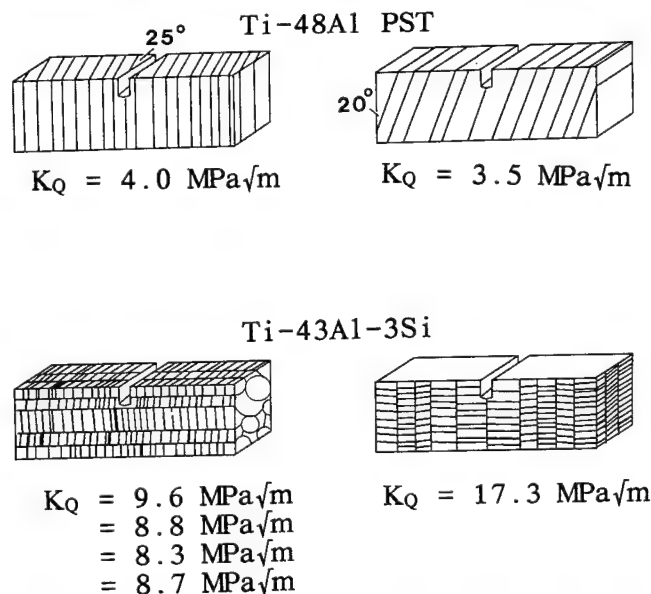 Ti-48Al PST
25°
20°
K_Q = 4.0 MPa√m
K_Q = 3.5 MPa√m
Ti-43Al-3Si
K_Q = 9.6 MPa√m
= 8.8 MPa√m
= 8.3 MPa√m
= 8.7 MPa√m
K_Q = 17.3 MPa√m